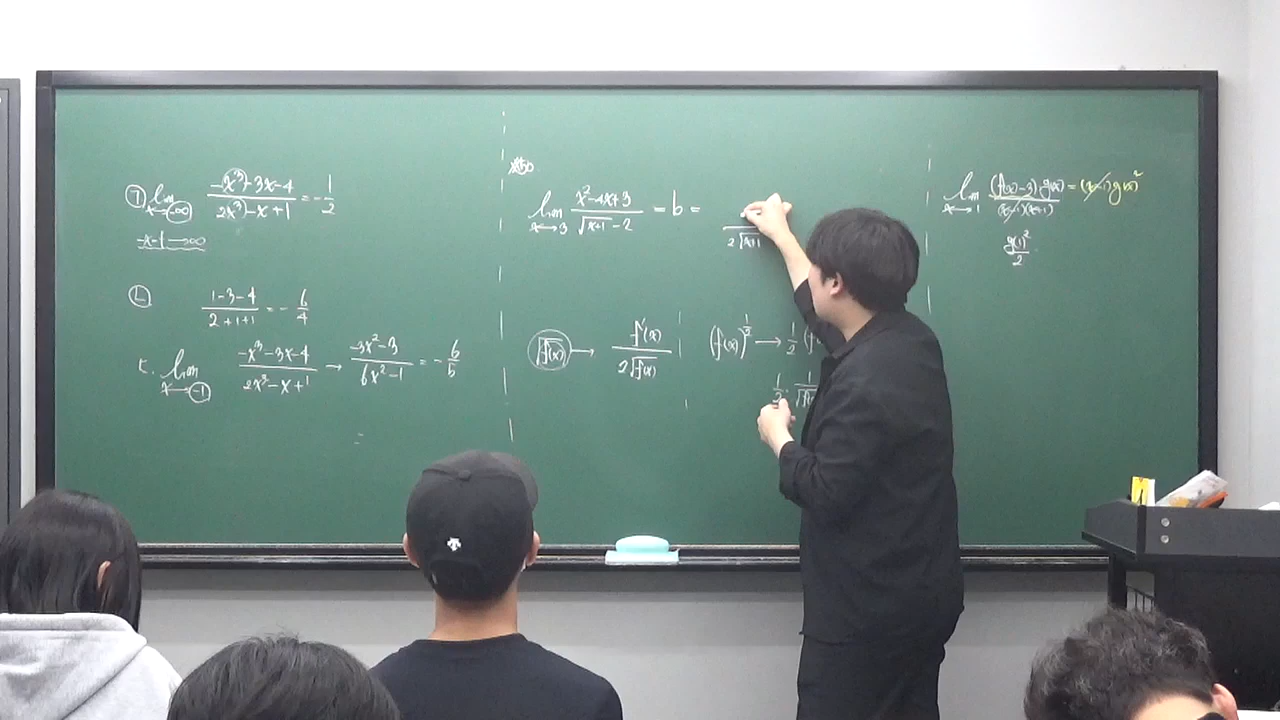 ㉠ lim x→∞ (-x³-3x-4)/(2x³-x+1) = -1/2
-x=t→∞
㉡ (1-3-4)/(2+1+1) = -6/4
t. lim x→-1 (-x³-3x-4)/(2x³-x+1) → (-3x²-3)/(6x²-1) = -6/5
lim x→3 (x²-4x+3)/(√(x+1)-2) = b =
2√(x+1)
√f(x) → f'(x)/(2√f(x))
(f(x))^(1/2) → 1/2 (f
1/2 · 1/√f(
lim x→1 (f(x)-3)g(x)/((x-1)(x+1)) = (x-1)g(x)²
g(1)²/2